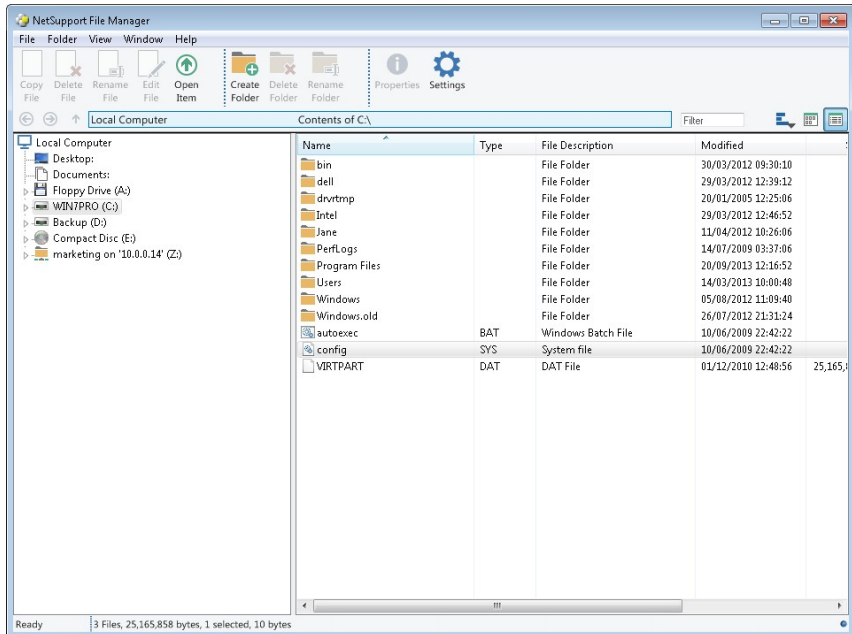 NetSupport File Manager
File Folder View Window Help
Copy File
Delete File
Rename File
Edit File
Open Item
Create Folder
Delete Folder
Rename Folder
Properties
Settings
Local Computer Contents of C:\ Filter
Local Computer
Desktop:
Documents:
Floppy Drive (A:)
WIN7PRO (C:)
Backup (D:)
Compact Disc (E:)
marketing on '10.0.0.14' (Z:)
Name Type File Description Modified
bin File Folder 30/03/2012 09:30:10
dell File Folder 29/03/2012 12:39:12
drvrtmp File Folder 20/01/2005 12:25:06
Intel File Folder 29/03/2012 12:46:52
Jane File Folder 11/04/2012 10:26:06
PerfLogs File Folder 14/07/2009 03:37:06
Program Files File Folder 20/09/2013 12:16:52
Users File Folder 14/03/2013 10:00:48
Windows File Folder 05/08/2012 11:09:40
Windows.old File Folder 26/07/2012 21:31:24
autoexec BAT Windows Batch File 10/06/2009 22:42:22
config SYS System file 10/06/2009 22:42:22
VIRTPART DAT DAT File 01/12/2010 12:48:56 25,165,
Ready 3 Files, 25,165,858 bytes, 1 selected, 10 bytes